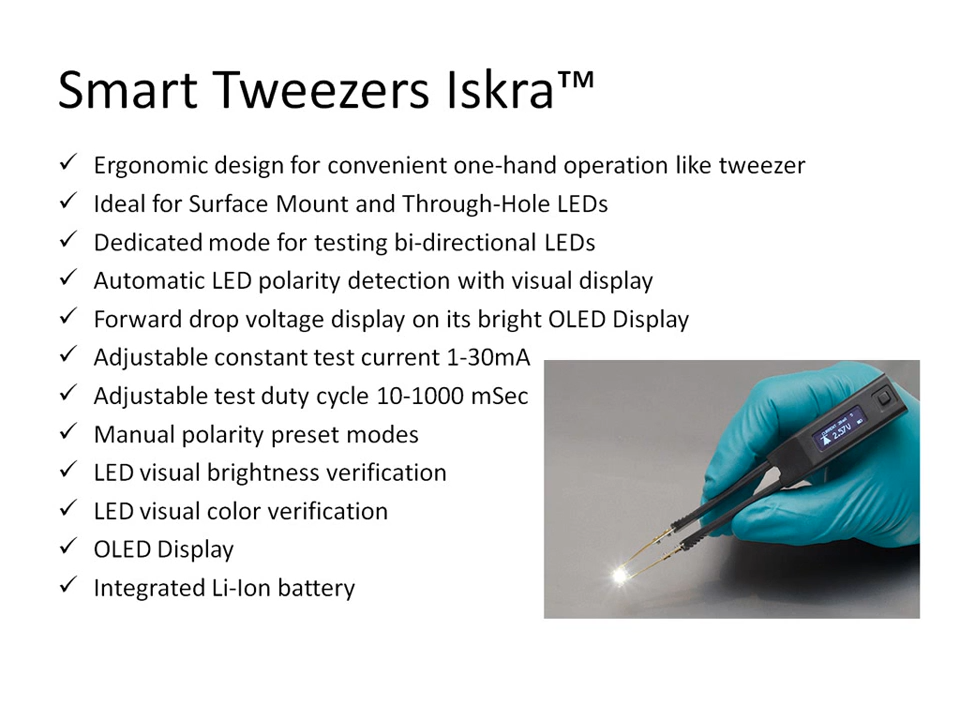 Smart Tweezers Iskra™
✓ Ergonomic design for convenient one-hand operation like tweezer
✓ Ideal for Surface Mount and Through-Hole LEDs
✓ Dedicated mode for testing bi-directional LEDs
✓ Automatic LED polarity detection with visual display
✓ Forward drop voltage display on its bright OLED Display
✓ Adjustable constant test current 1-30mA
✓ Adjustable test duty cycle 10-1000 mSec
✓ Manual polarity preset modes
✓ LED visual brightness verification
✓ LED visual color verification
✓ OLED Display
✓ Integrated Li-Ion battery
2.57V